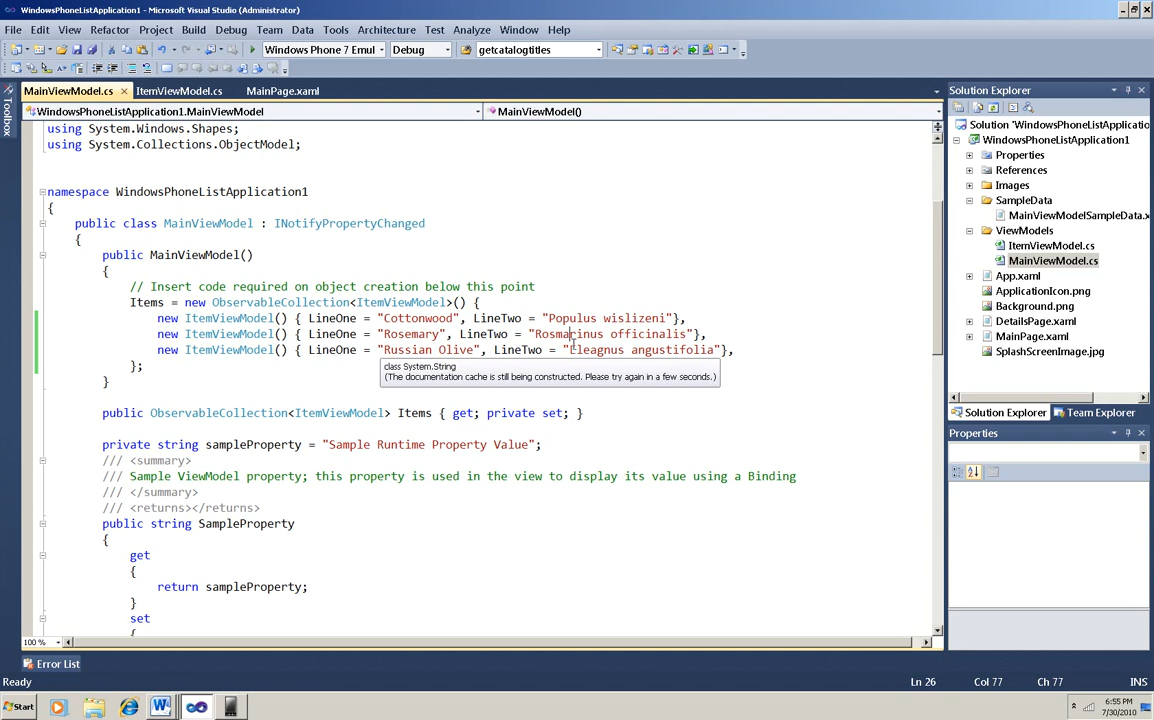 WindowsPhoneListApplication1 - Microsoft Visual Studio (Administrator)
File Edit View Refactor Project Build Debug Team Data Tools Architecture Test Analyze Window Help
Windows Phone 7 Emul Debug getcatalogtitles
MainViewModel.cs ItemViewModel.cs MainPage.xaml
WindowsPhoneListApplication1.MainViewModel MainViewModel()
Toolbox
using System.Windows.Shapes;
using System.Collections.ObjectModel;
namespace WindowsPhoneListApplication1
{
public class MainViewModel : INotifyPropertyChanged
{
public MainViewModel()
{
// Insert code required on object creation below this point
Items = new ObservableCollection<ItemViewModel>() {
new ItemViewModel() { LineOne = "Cottonwood", LineTwo = "Populus wislizeni"},
new ItemViewModel() { LineOne = "Rosemary", LineTwo = "Rosmarinus officinalis"},
new ItemViewModel() { LineOne = "Russian Olive", LineTwo = "Eleagnus angustifolia"},
};
class System.String
(The documentation cache is still being constructed. Please try again in a few seconds.)
}
public ObservableCollection<ItemViewModel> Items { get; private set; }
private string sampleProperty = "Sample Runtime Property Value";
/// <summary>
/// Sample ViewModel property; this property is used in the view to display its value using a Binding
/// </summary>
/// <returns></returns>
public string SampleProperty
{
get
{
return sampleProperty;
}
set
{
100 %
Error List
Ready Ln 26 Col 77 Ch 77 INS
Solution Explorer
Solution 'WindowsPhoneListApplicatio
WindowsPhoneListApplication1
Properties
References
Images
SampleData
MainViewModelSampleData.x
ViewModels
ItemViewModel.cs
MainViewModel.cs
App.xaml
ApplicationIcon.png
Background.png
DetailsPage.xaml
MainPage.xaml
SplashScreenImage.jpg
Solution Explorer Team Explorer
Properties
Start
6:55 PM
7/30/2010